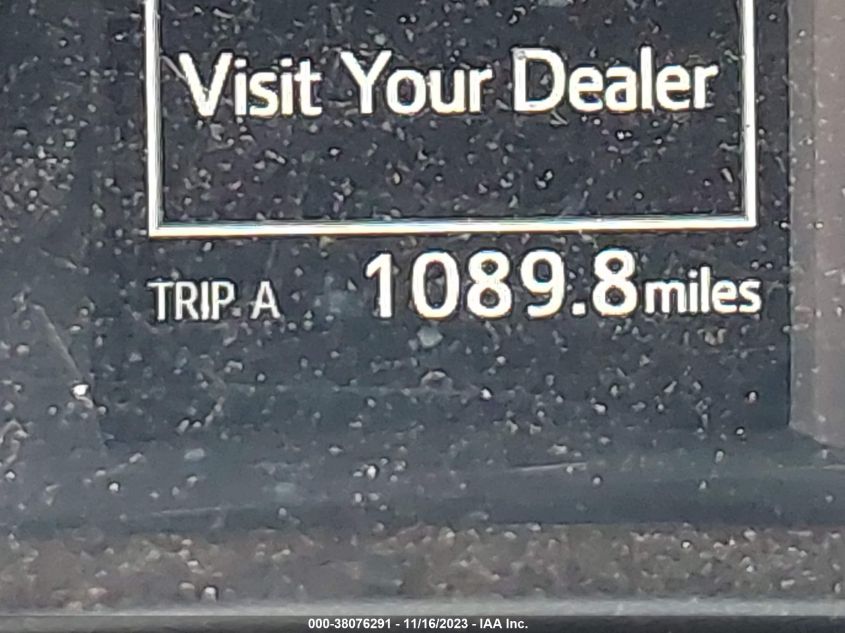 Visit Your Dealer
TRIP A 1089.8 miles
000-38076291 - 11/16/2023 - IAA Inc.